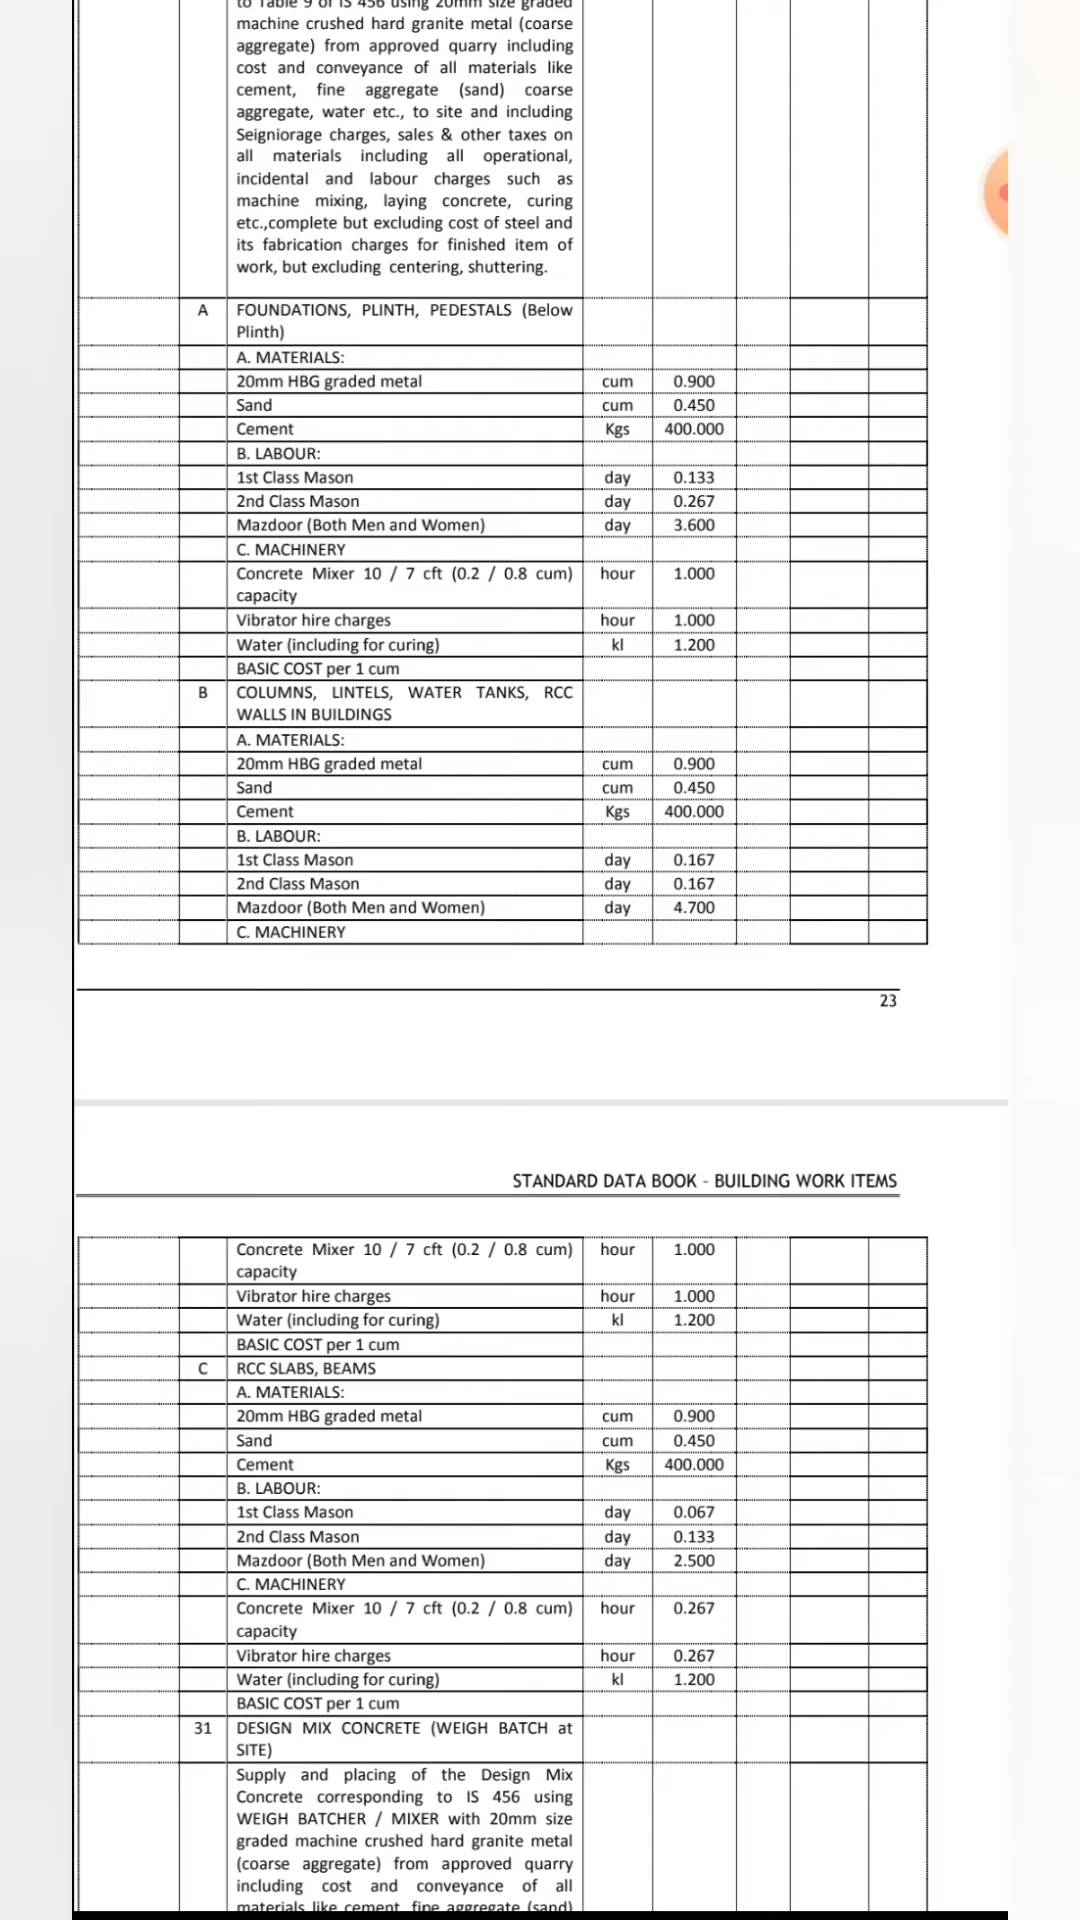 to Table 9 of IS 456 using 20mm size graded
machine crushed hard granite metal (coarse
aggregate) from approved quarry including
cost and conveyance of all materials like
cement, fine aggregate (sand) coarse
aggregate, water etc., to site and including
Seigniorage charges, sales & other taxes on
all materials including all operational,
incidental and labour charges such as
machine mixing, laying concrete, curing
etc.,complete but excluding cost of steel and
its fabrication charges for finished item of
work, but excluding centering, shuttering.
A FOUNDATIONS, PLINTH, PEDESTALS (Below
Plinth)
A. MATERIALS:
20mm HBG graded metal cum 0.900
Sand cum 0.450
Cement Kgs 400.000
B. LABOUR:
1st Class Mason day 0.133
2nd Class Mason day 0.267
Mazdoor (Both Men and Women) day 3.600
C. MACHINERY
Concrete Mixer 10 / 7 cft (0.2 / 0.8 cum) hour 1.000
capacity
Vibrator hire charges hour 1.000
Water (including for curing) kl 1.200
BASIC COST per 1 cum
B COLUMNS, LINTELS, WATER TANKS, RCC
WALLS IN BUILDINGS
A. MATERIALS:
20mm HBG graded metal cum 0.900
Sand cum 0.450
Cement Kgs 400.000
B. LABOUR:
1st Class Mason day 0.167
2nd Class Mason day 0.167
Mazdoor (Both Men and Women) day 4.700
C. MACHINERY
23
STANDARD DATA BOOK - BUILDING WORK ITEMS
Concrete Mixer 10 / 7 cft (0.2 / 0.8 cum) hour 1.000
capacity
Vibrator hire charges hour 1.000
Water (including for curing) kl 1.200
BASIC COST per 1 cum
C RCC SLABS, BEAMS
A. MATERIALS:
20mm HBG graded metal cum 0.900
Sand cum 0.450
Cement Kgs 400.000
B. LABOUR:
1st Class Mason day 0.067
2nd Class Mason day 0.133
Mazdoor (Both Men and Women) day 2.500
C. MACHINERY
Concrete Mixer 10 / 7 cft (0.2 / 0.8 cum) hour 0.267
capacity
Vibrator hire charges hour 0.267
Water (including for curing) kl 1.200
BASIC COST per 1 cum
31 DESIGN MIX CONCRETE (WEIGH BATCH at
SITE)
Supply and placing of the Design Mix
Concrete corresponding to IS 456 using
WEIGH BATCHER / MIXER with 20mm size
graded machine crushed hard granite metal
(coarse aggregate) from approved quarry
including cost and conveyance of all
materials like cement, fine aggregate (sand)